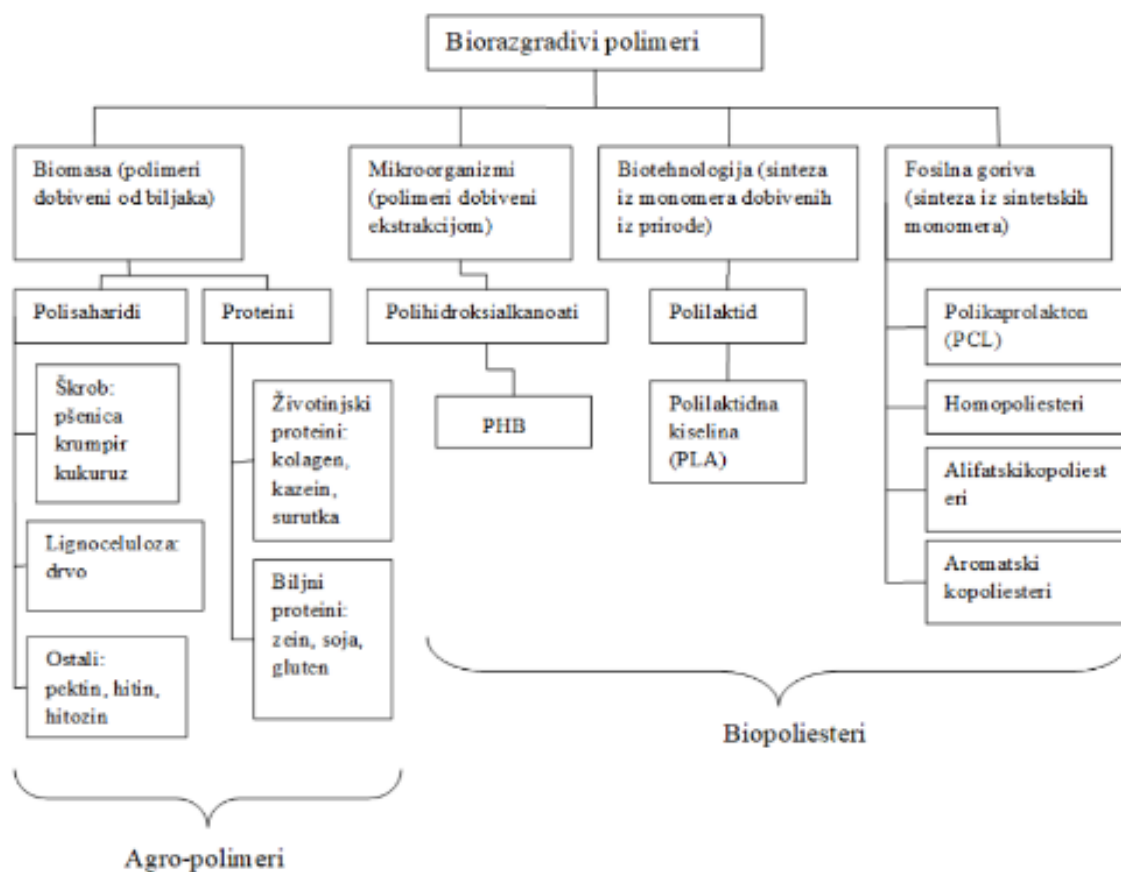 Biorazgradivi polimeri
Biomasa (polimeri
dobiveni od biljaka)
Mikroorganizmi
(polimeri dobiveni
ekstrakcijom)
Biotehnologija (sinteza
iz monomera dobivenih
iz prirode)
Fosilna goriva
(sinteza iz sintetskih
monomera)
Polisaharidi
Proteini
Polihidroksialkanoati
Polilaktid
Polikaprolakton
(PCL)
Škrob:
pšenica
krumpir
kukuruz
Životinjski
proteini:
kolagen,
kazein,
surutka
PHB
Polilaktidna
kiselina
(PLA)
Homopoliesteri
Alifatskikopoliest
eri
Lignoceluloza:
drvo
Biljni
proteini:
zein, soja,
gluten
Aromatski
kopoliesteri
Ostali:
pektin, hitin,
hitozin
Biopoliesteri
Agro-polimeri